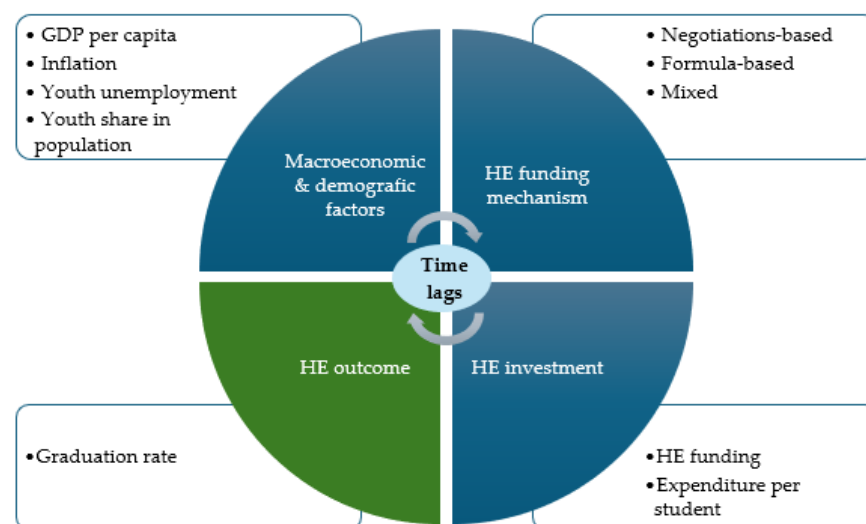 • GDP per capita
• Inflation
• Youth unemployment
• Youth share in
population
• Negotiations-based
• Formula-based
• Mixed
Macroeconomic
& demografic
factors
HE funding
mechanism
Time
lags
HE outcome
HE investment
•Graduation rate
•HE funding
•Expenditure per
student